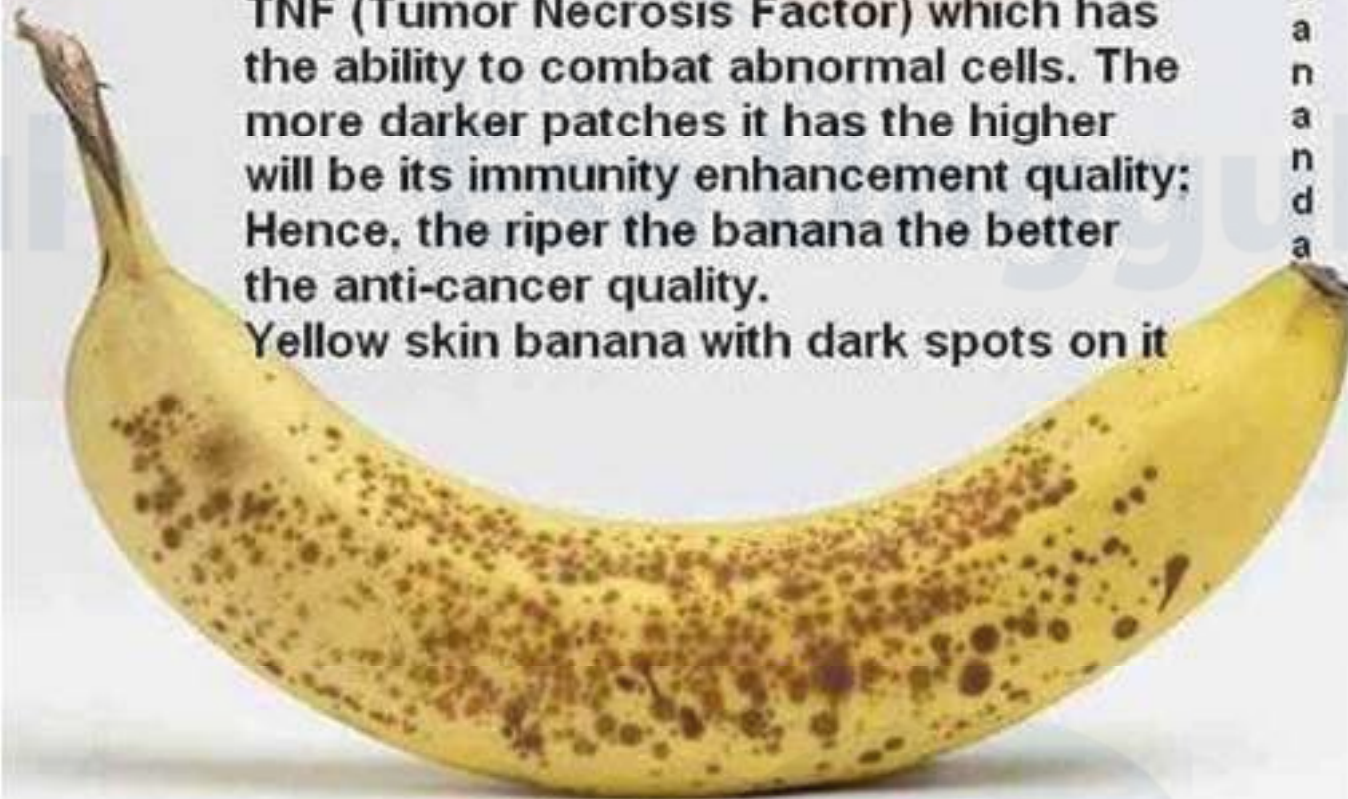 TNF (Tumor Necrosis Factor) which has
the ability to combat abnormal cells. The
more darker patches it has the higher
will be its immunity enhancement quality;
Hence, the riper the banana the better
the anti-cancer quality.
Yellow skin banana with dark spots on it
a
n
a
n
d
a